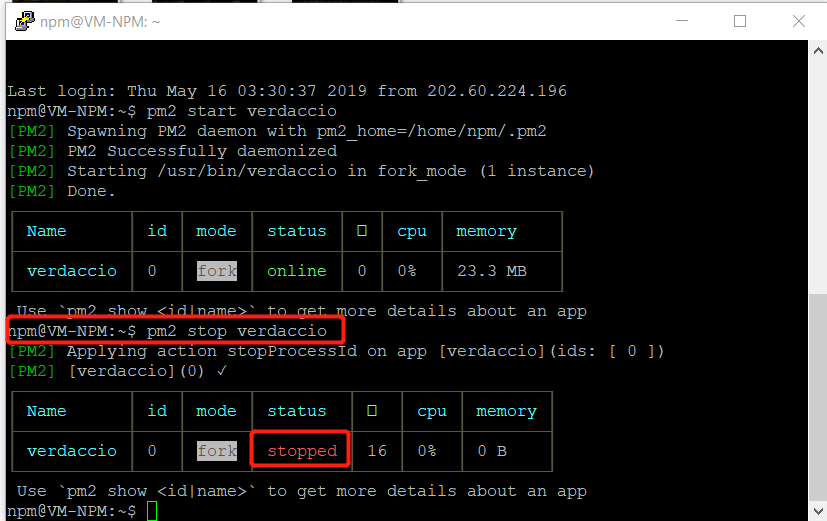 npm@VM-NPM: ~
Last login: Thu May 16 03:30:37 2019 from 202.60.224.196
npm@VM-NPM:~$ pm2 start verdaccio
[PM2] Spawning PM2 daemon with pm2_home=/home/npm/.pm2
[PM2] PM2 Successfully daemonized
[PM2] Starting /usr/bin/verdaccio in fork_mode (1 instance)
[PM2] Done.
Name id mode status □ cpu memory
verdaccio 0 fork online 0 0% 23.3 MB
Use `pm2 show <id|name>` to get more details about an app
npm@VM-NPM:~$ pm2 stop verdaccio
[PM2] Applying action stopProcessId on app [verdaccio](ids: [ 0 ])
[PM2] [verdaccio](0) ✓
Name id mode status □ cpu memory
verdaccio 0 fork stopped 16 0% 0 B
Use `pm2 show <id|name>` to get more details about an app
npm@VM-NPM:~$